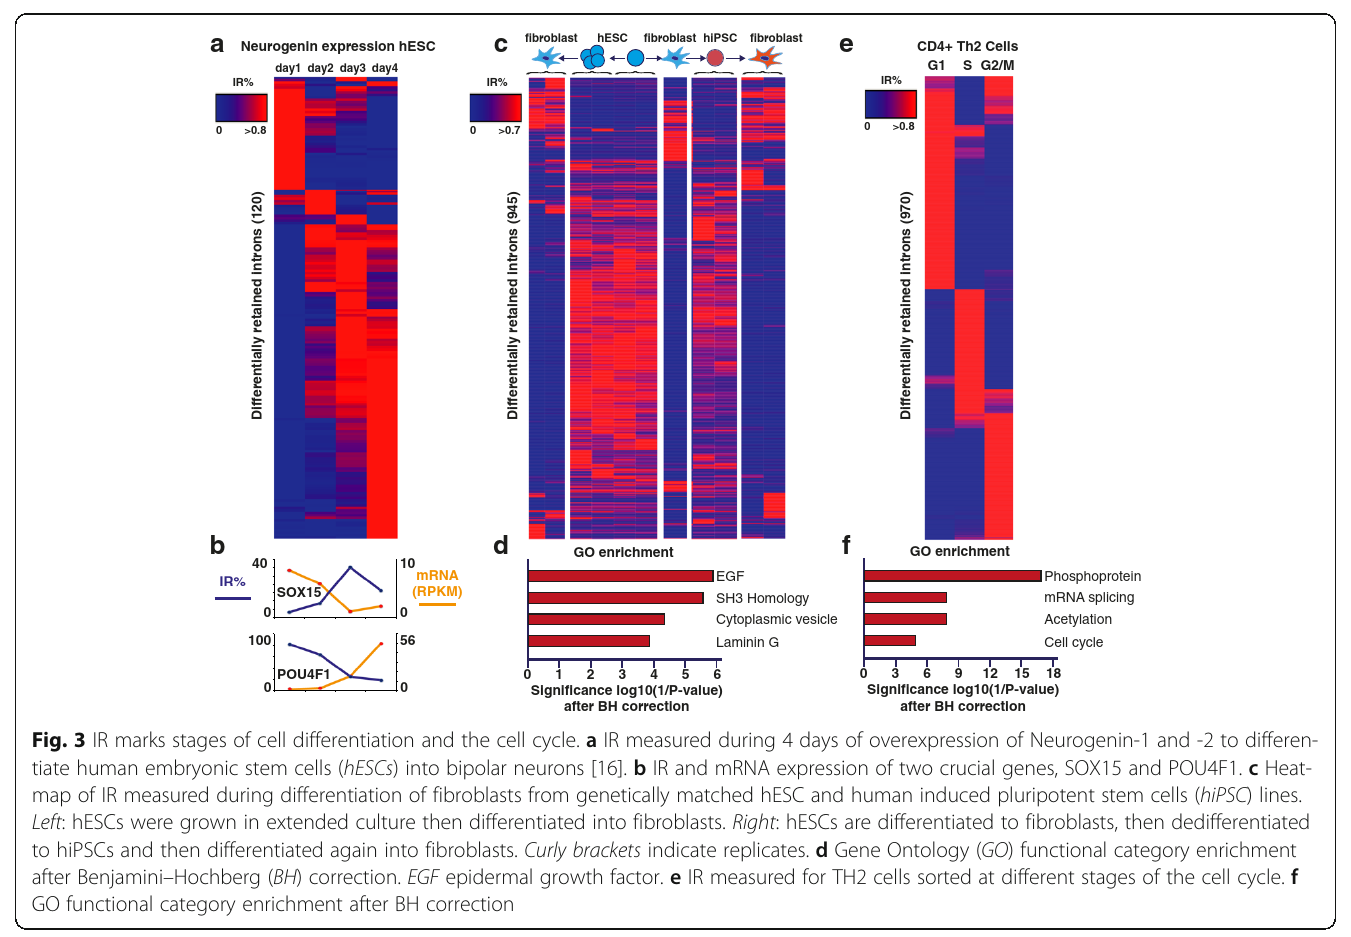 a
Neurogenin expression hESC
day1 day2 day3 day4
IR%
0 >0.8
Differentially retained introns (120)
b
IR%
40
0
SOX15
10
0
mRNA
(RPKM)
100
0
POU4F1
56
0
c
fibroblast hESC fibroblast hiPSC fibroblast
IR%
0 >0.7
Differentially retained introns (945)
d
GO enrichment
EGF
SH3 Homology
Cytoplasmic vesicle
Laminin G
0 1 2 3 4 5 6
Significance log10(1/P-value)
after BH correction
e
CD4+ Th2 Cells
G1 S G2/M
IR%
0 >0.8
Differentially retained introns (970)
f
GO enrichment
Phosphoprotein
mRNA splicing
Acetylation
Cell cycle
0 3 6 9 12 15 18
Significance log10(1/P-value)
after BH correction
Fig. 3 IR marks stages of cell differentiation and the cell cycle. a IR measured during 4 days of overexpression of Neurogenin-1 and -2 to differen-
tiate human embryonic stem cells (hESCs) into bipolar neurons [16]. b IR and mRNA expression of two crucial genes, SOX15 and POU4F1. c Heat-
map of IR measured during differentiation of fibroblasts from genetically matched hESC and human induced pluripotent stem cells (hiPSC) lines.
Left: hESCs were grown in extended culture then differentiated into fibroblasts. Right: hESCs are differentiated to fibroblasts, then dedifferentiated
to hiPSCs and then differentiated again into fibroblasts. Curly brackets indicate replicates. d Gene Ontology (GO) functional category enrichment
after Benjamini–Hochberg (BH) correction. EGF epidermal growth factor. e IR measured for TH2 cells sorted at different stages of the cell cycle. f
GO functional category enrichment after BH correction